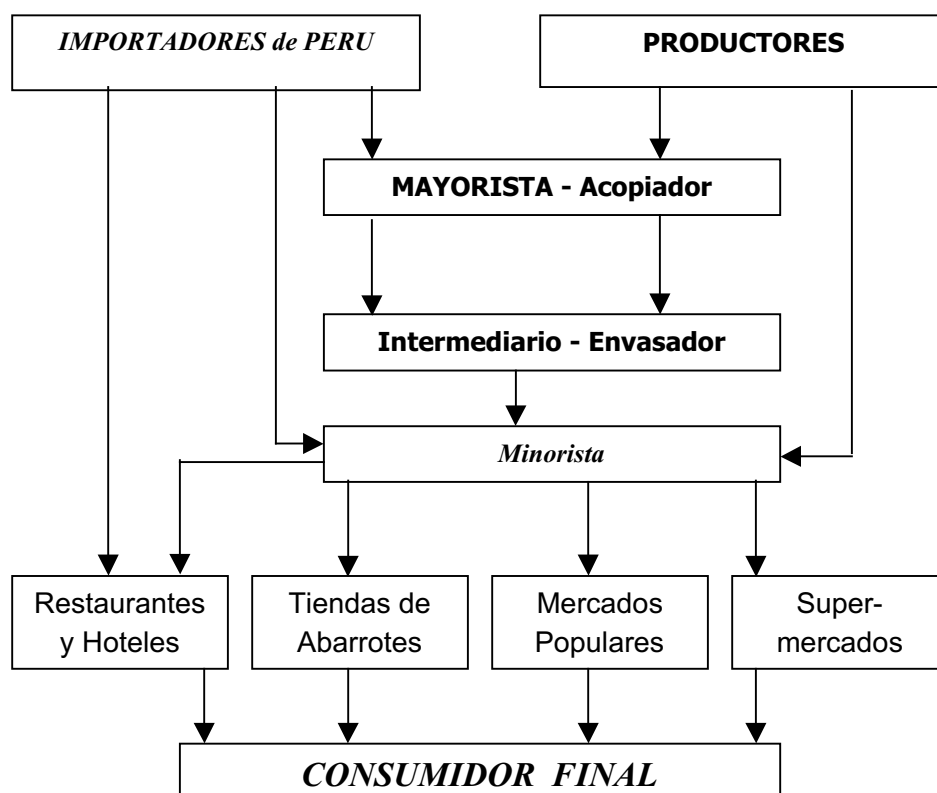 IMPORTADORES de PERU
PRODUCTORES
MAYORISTA - Acopiador
Intermediario - Envasador
Minorista
Restaurantes
y Hoteles
Tiendas de
Abarrotes
Mercados
Populares
Super-
mercados
CONSUMIDOR FINAL